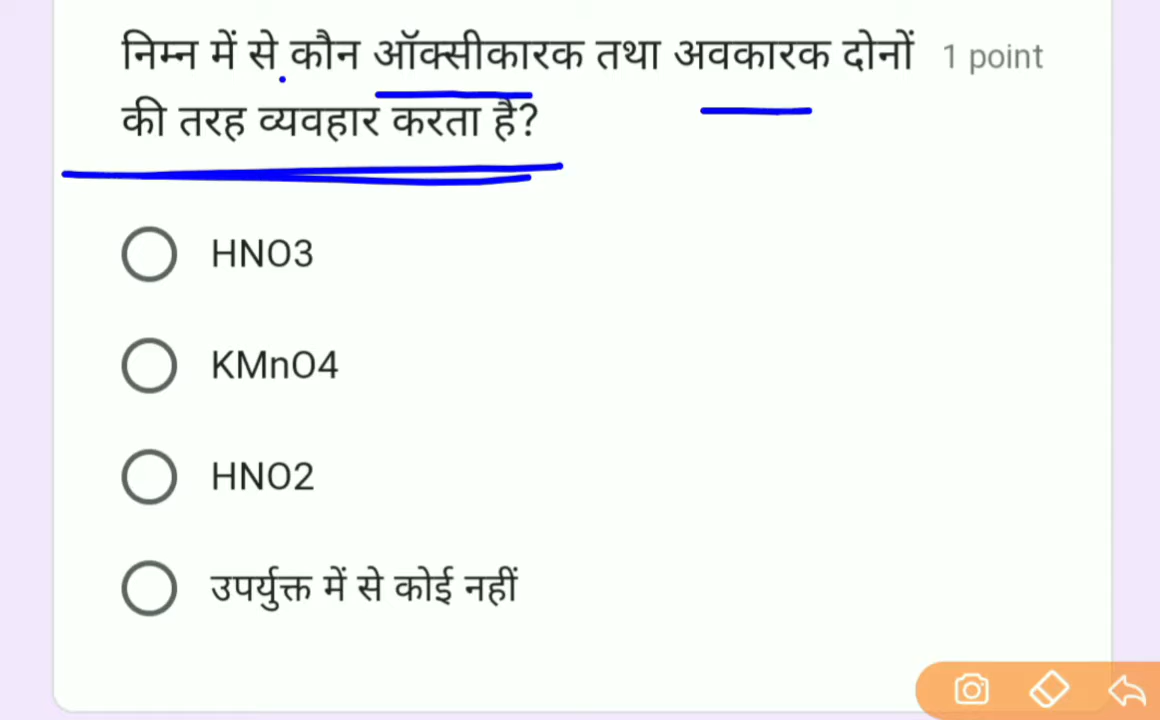 निम्न में से कौन ऑक्सीकारक तथा अवकारक दोनों 1 point
की तरह व्यवहार करता है?
HNO3
KMnO4
HNO2
उपर्युक्त में से कोई नहीं